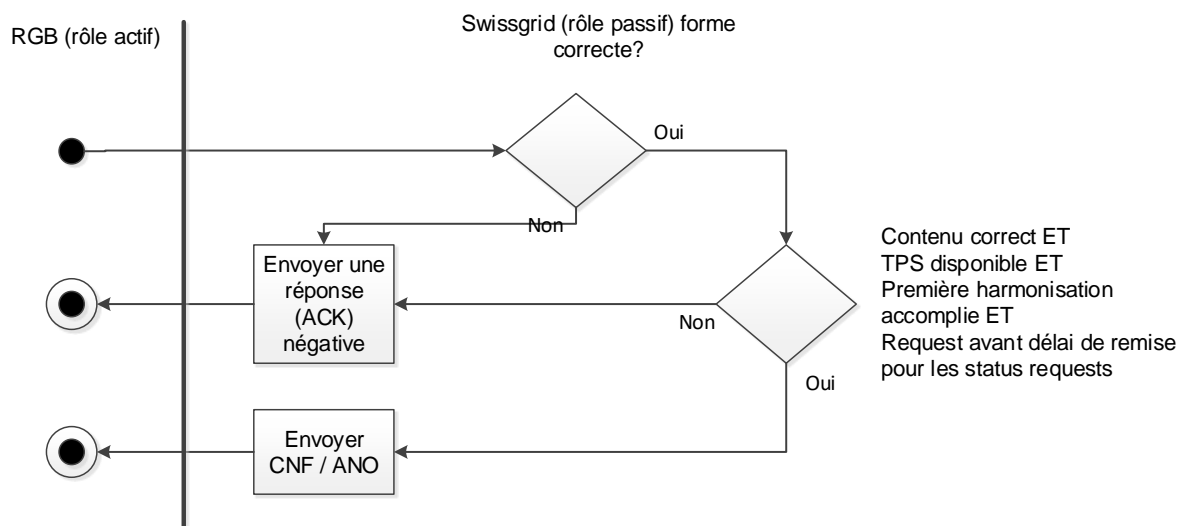 RGB (rôle actif)
Swissgrid (rôle passif) forme
correcte?
Oui
Non
Envoyer une
réponse
(ACK)
négative
Non
Contenu correct ET
TPS disponible ET
Première harmonisation
accomplie ET
Request avant délai de remise
pour les status requests
Oui
Envoyer
CNF / ANO